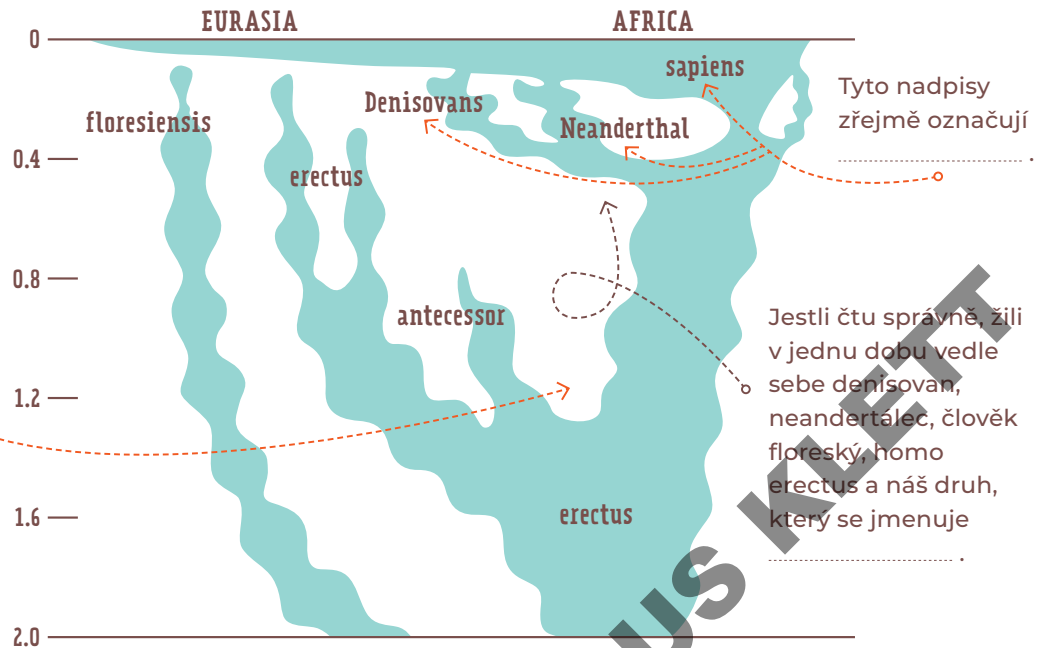 EURASIA AFRICA
0
sapiens
Tyto nadpisy
zřejmě označují
.
Denisovans
floresiensis
Neanderthal
0.4
erectus
0.8
antecessor
Jestli čtu správně, žili
v jednu dobu vedle
sebe denisovan,
neandertálec, člověk
floreský, homo
erectus a náš druh,
který se jmenuje
.
1.2
1.6
erectus
2.0
US KLETT